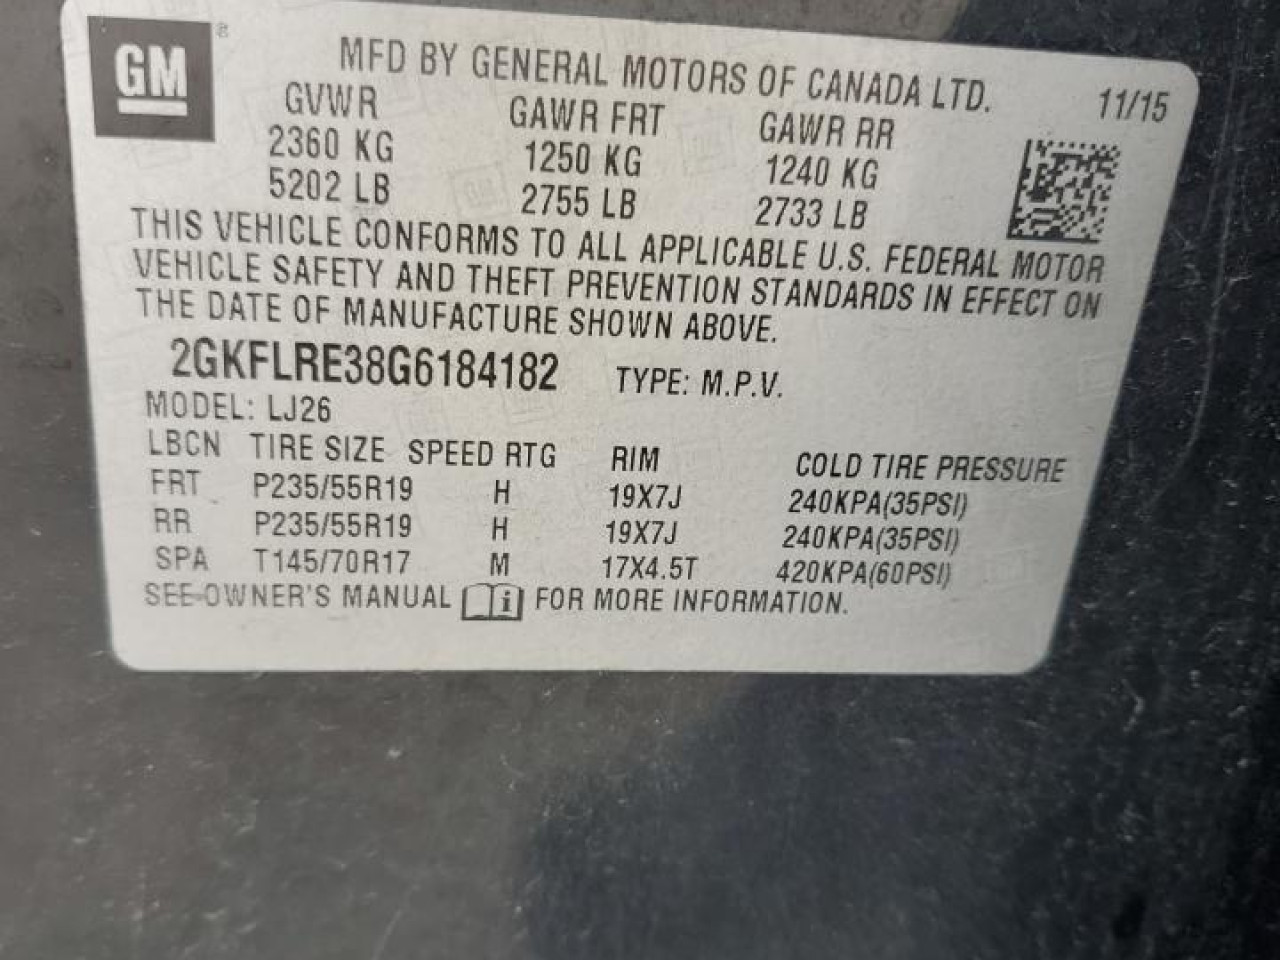 GM
MFD BY GENERAL MOTORS OF CANADA LTD. 11/15
GVWR GAWR FRT GAWR RR
2360 KG 1250 KG 1240 KG
5202 LB 2755 LB 2733 LB
THIS VEHICLE CONFORMS TO ALL APPLICABLE U.S. FEDERAL MOTOR
VEHICLE SAFETY AND THEFT PREVENTION STANDARDS IN EFFECT ON
THE DATE OF MANUFACTURE SHOWN ABOVE.
2GKFLRE38G6184182 TYPE: M.P.V.
MODEL: LJ26
LBCN TIRE SIZE SPEED RTG RIM COLD TIRE PRESSURE
FRT P235/55R19 H 19X7J 240KPA(35PSI)
RR P235/55R19 H 19X7J 240KPA(35PSI)
SPA T145/70R17 M 17X4.5T 420KPA(60PSI)
SEE OWNER'S MANUAL i FOR MORE INFORMATION.